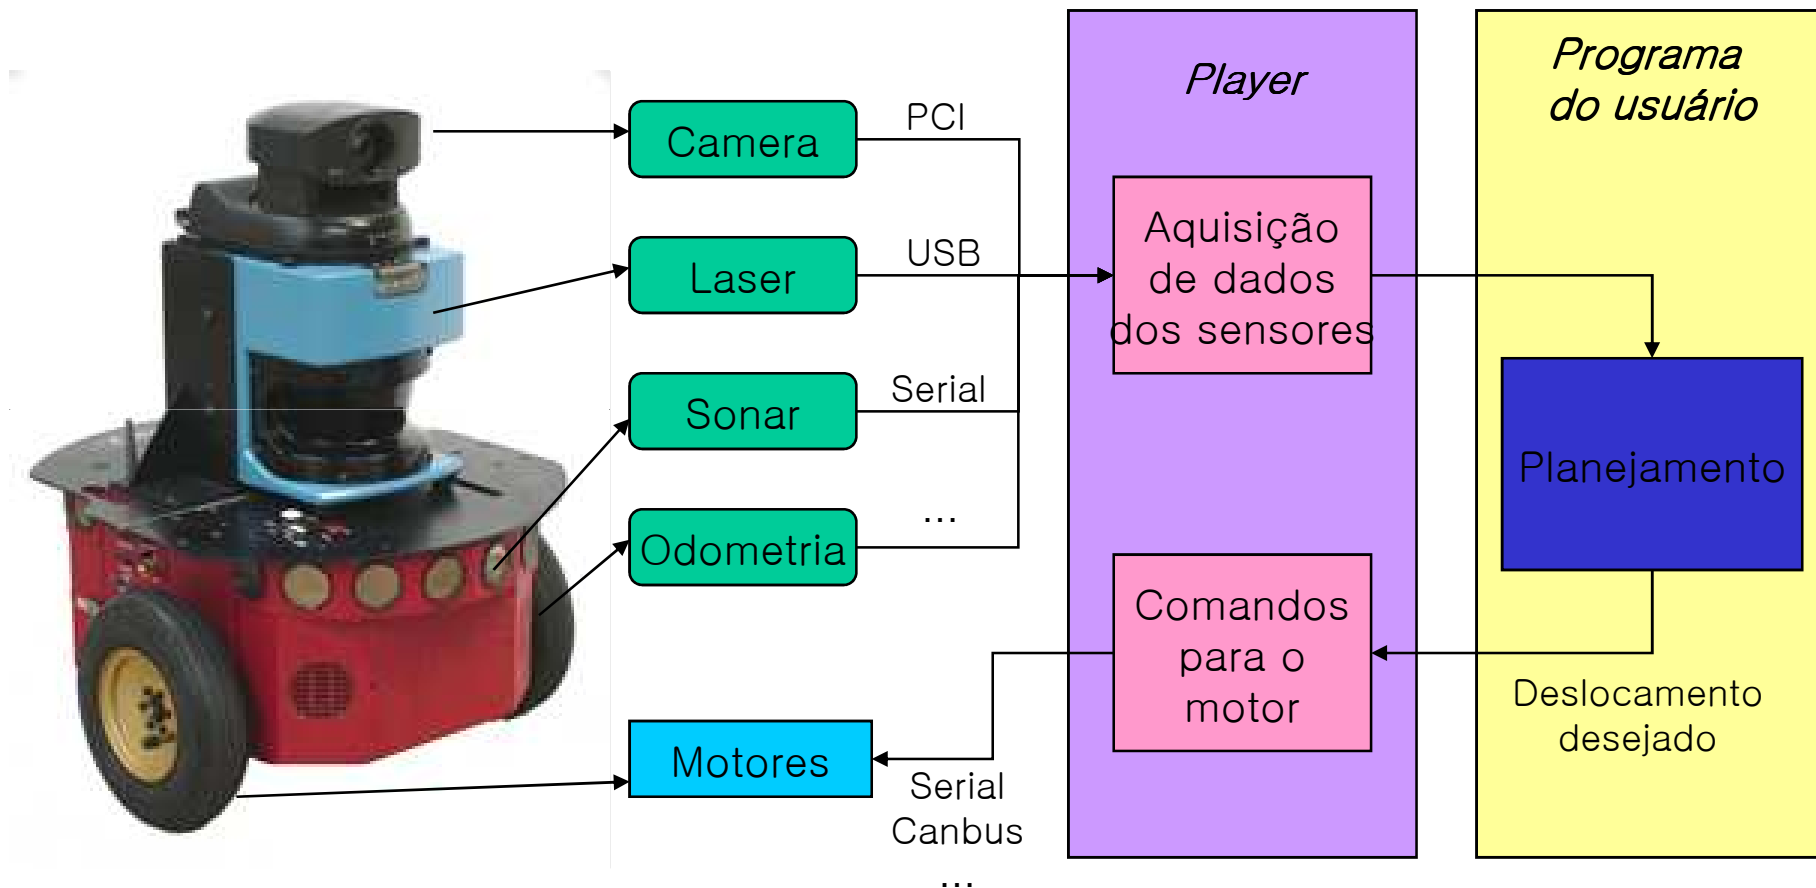 Player
Programa
do usuário
Camera
PCI
Laser
USB
Sonar
Serial
Odometria
...
Aquisição
de dados
dos sensores
Planejamento
Comandos
para o
motor
Deslocamento
desejado
Motores
Serial
Canbus
...